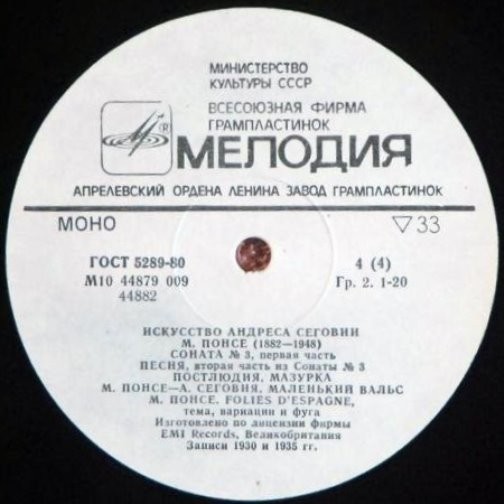 МИНИСТЕРСТВО
КУЛЬТУРЫ СССР
ВСЕСОЮЗНАЯ ФИРМА
ГРАМПЛАСТИНОК
®
МЕЛОДИЯ
АПРЕЛЕВСКИЙ ОРДЕНА ЛЕНИНА ЗАВОД ГРАМПЛАСТИНОК
МОНО
▽33
ГОСТ 5289-80
4 (4)
М10 44879 009
Гр. 2. 1-20
44882
ИСКУССТВО АНДРЕСА СЕГОВИИ
М. ПОНСЕ (1882—1948)
СОНАТА № 3, первая часть
ПЕСНЯ, вторая часть из Сонаты № 3
ПОСТЛЮДИЯ, МАЗУРКА
М. ПОНСЕ—А. СЕГОВИЯ. МАЛЕНЬКИЙ ВАЛЬС
М. ПОНСЕ. FOLIES D'ESPAGNE,
тема, вариации и фуга
Изготовлено по лицензии фирмы
EMI Records, Великобритания
Записи 1930 и 1935 гг.